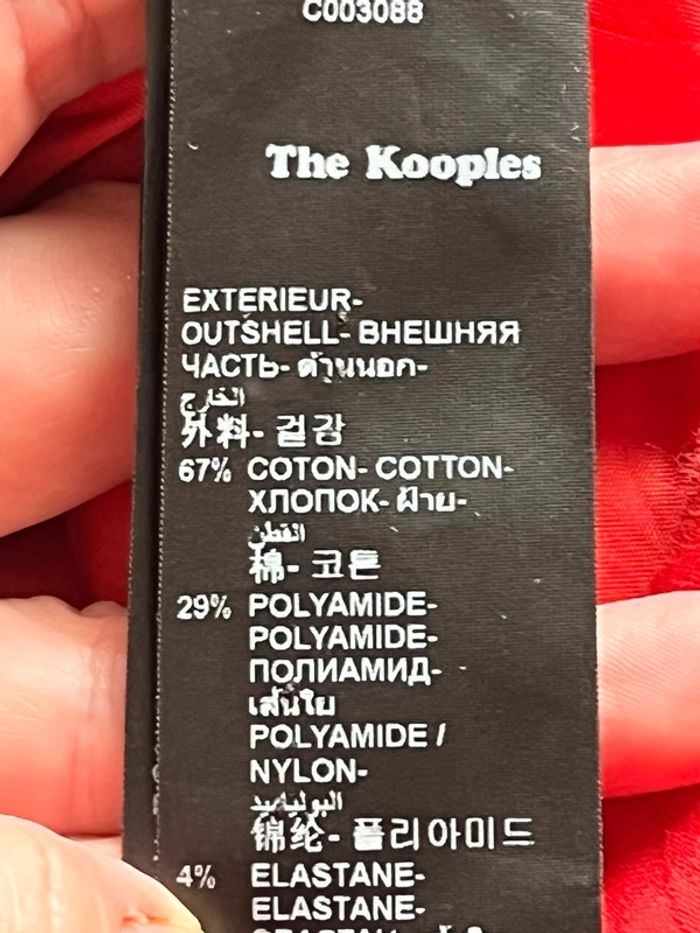 C003088
The Kooples
EXTERIEUR-
OUTSHELL- ВНЕШНЯЯ
ЧАСТЬ- ด้านนอก-
الخارج
外料- 겉감
67% COTON- COTTON-
ХЛОПОК- ฝ้าย-
القطن
棉- 코튼
29% POLYAMIDE-
POLYAMIDE-
ПОЛИАМИД-
เส้นใย
POLYAMIDE /
NYLON-
البولياميد
锦纶- 폴리아미드
4% ELASTANE-
ELASTANE-